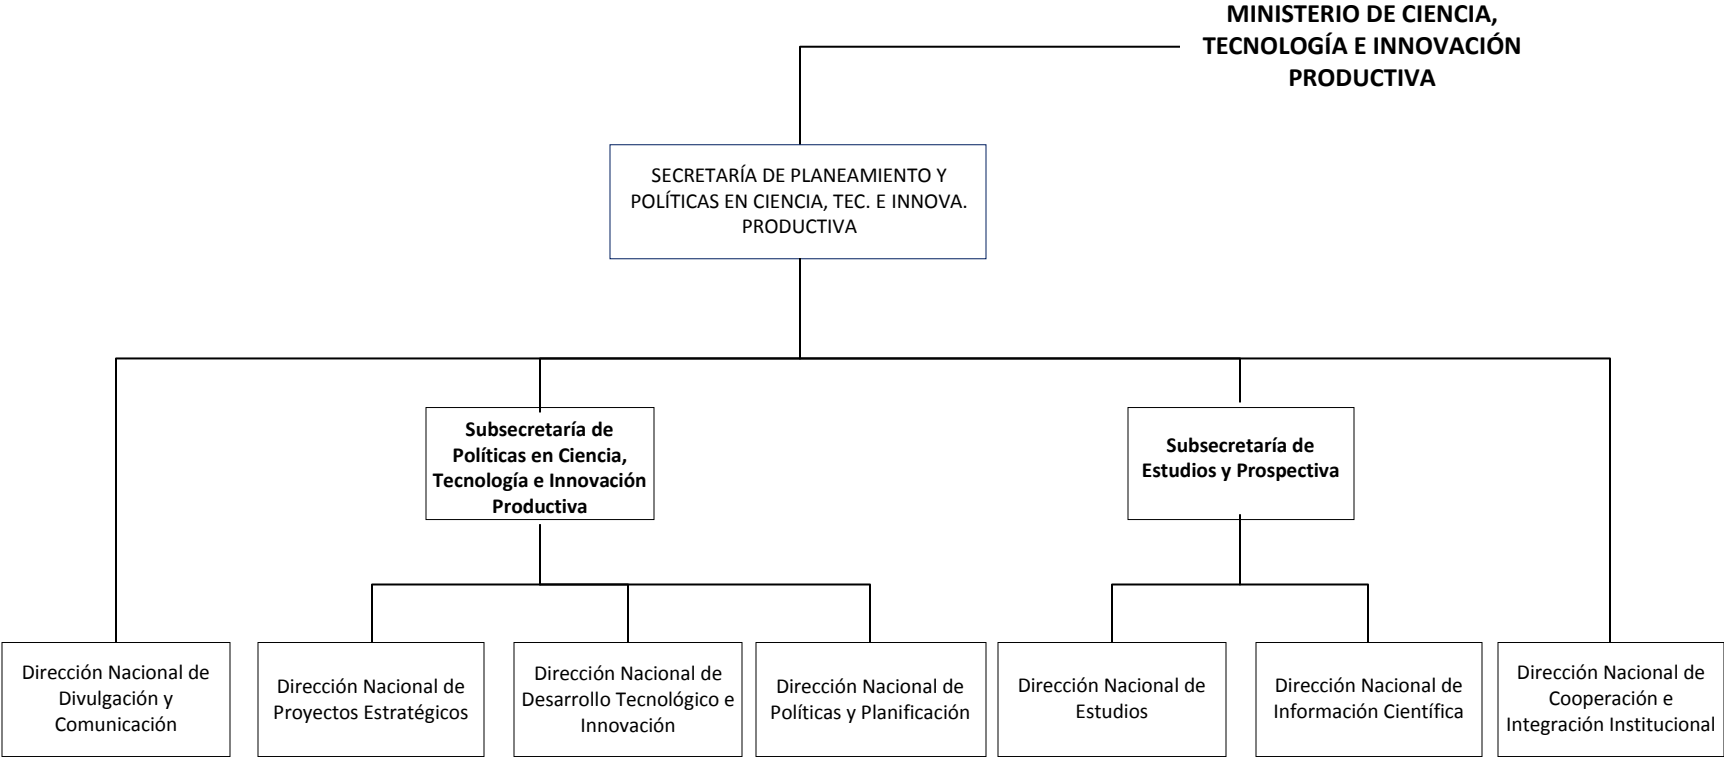 MINISTERIO DE CIENCIA,
TECNOLOGÍA E INNOVACIÓN
PRODUCTIVA
SECRETARÍA DE PLANEAMIENTO Y
POLÍTICAS EN CIENCIA, TEC. E INNOVA.
PRODUCTIVA
Subsecretaría de
Políticas en Ciencia,
Tecnología e Innovación
Productiva
Subsecretaría de
Estudios y Prospectiva
Dirección Nacional de
Divulgación y
Comunicación
Dirección Nacional de
Proyectos Estratégicos
Dirección Nacional de
Desarrollo Tecnológico e
Innovación
Dirección Nacional de
Políticas y Planificación
Dirección Nacional de
Estudios
Dirección Nacional de
Información Científica
Dirección Nacional de
Cooperación e
Integración Institucional